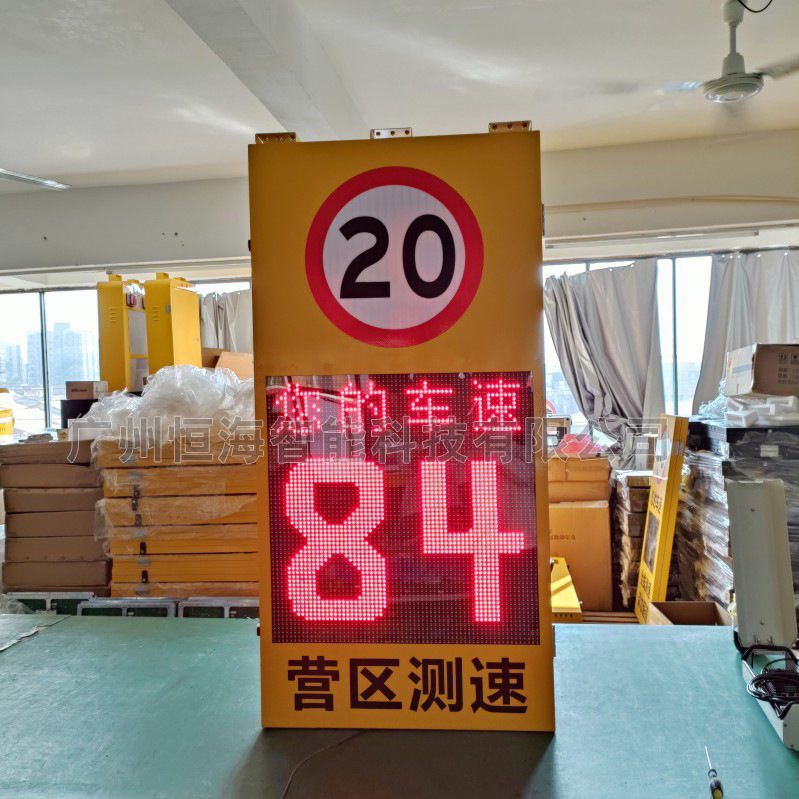 20
您的车速
广州恒海智能科技有限公司
84
营区测速